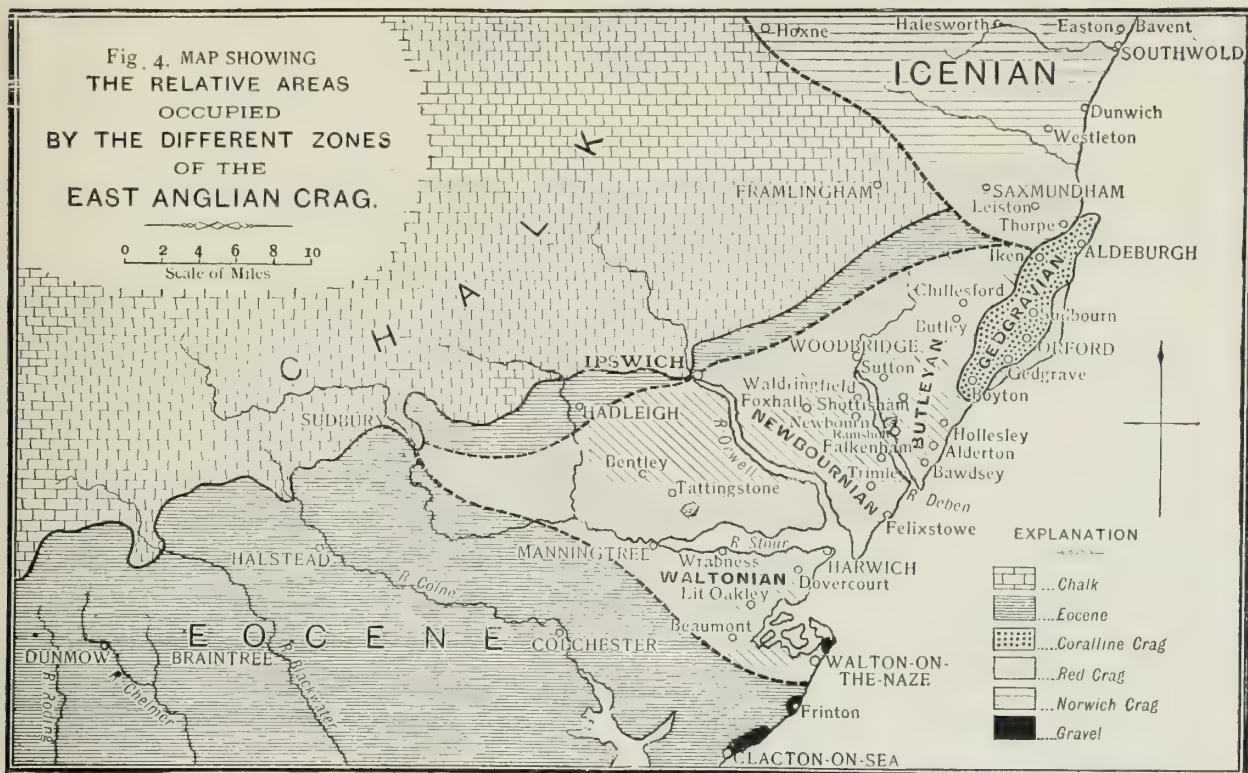 Fig. 4. MAP SHOWING
THE RELATIVE AREAS
OCCUPIED
BY THE DIFFERENT ZONES
OF THE
EAST ANGLIAN CRAG.
0 2 4 6 8 10
Scale of Miles
Hoxne
Halesworth
Easton
Bavent
SOUTHWOLD
ICENIAN
Dunwich
Westleton
CHALK
FRAMLINGHAM
SAXMUNDHAM
Leiston
Thorpe
Iken
ALDEBURGH
GEDGRAVIAN
Chillesford
Butley
ORFORD
Gedgrave
Boyton
BUTLEYAN
WOODBRIDGE
Sutton
IPSWICH
Waldringfield
Foxhall
Shottisham
Newbourn
Ramsholt
Falkenham
Hollesley
Alderton
Bawdsey
Trimley
NEWBOURNIAN
R. Deben
Felixstowe
R. Orwell
HADLEIGH
SUDBURY
Bentley
Tattingstone
MANNINGTREE
R. Stour
Wrabness
HARWICH
WALTONIAN
Dovercourt
Lit Oakley
Beaumont
WALTON-ON-
THE-NAZE
Frinton
CLACTON-ON-SEA
HALSTEAD
R. Colne
EOCENE
COLCHESTER
DUNMOW
BRAINTREE
R. Blackwater
R. Chelmer
R. Roding
EXPLANATION
Chalk
Eocene
Coralline Crag
Red Crag
Norwich Crag
Gravel